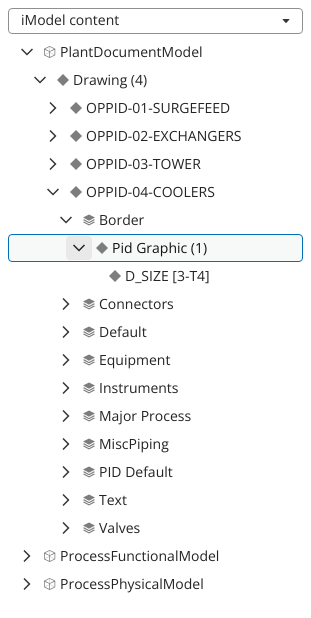 iModel content
PlantDocumentModel
Drawing (4)
OPPID-01-SURGEFEED
OPPID-02-EXCHANGERS
OPPID-03-TOWER
OPPID-04-COOLERS
Border
Pid Graphic (1)
D_SIZE [3-T4]
Connectors
Default
Equipment
Instruments
Major Process
MiscPiping
PID Default
Text
Valves
ProcessFunctionalModel
ProcessPhysicalModel